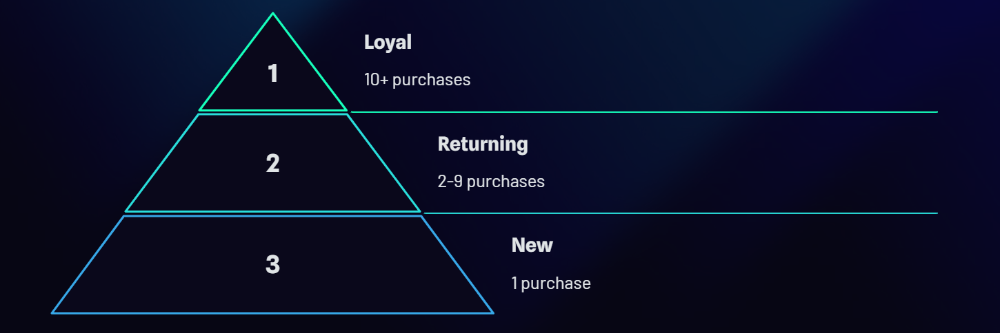 1
Loyal
10+ purchases
2
Returning
2-9 purchases
3
New
1 purchase